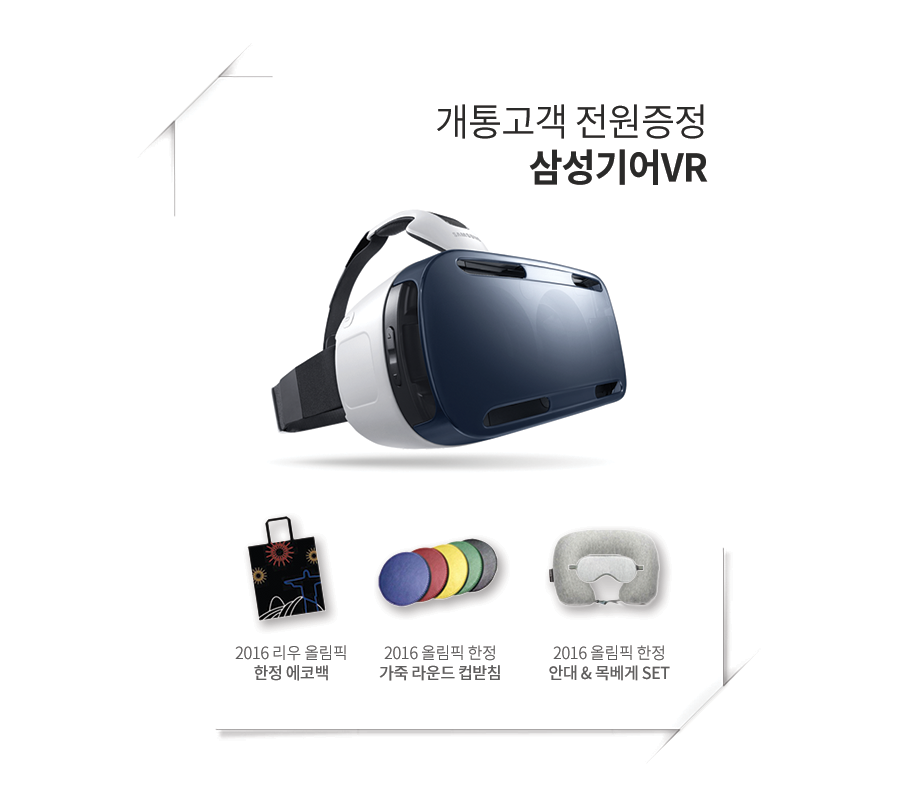 개통고객 전원증정
삼성기어VR
SAMSUNG
2016 리우 올림픽
한정 에코백
2016 올림픽 한정
가죽 라운드 컵받침
2016 올림픽 한정
안대 & 목베게 SET